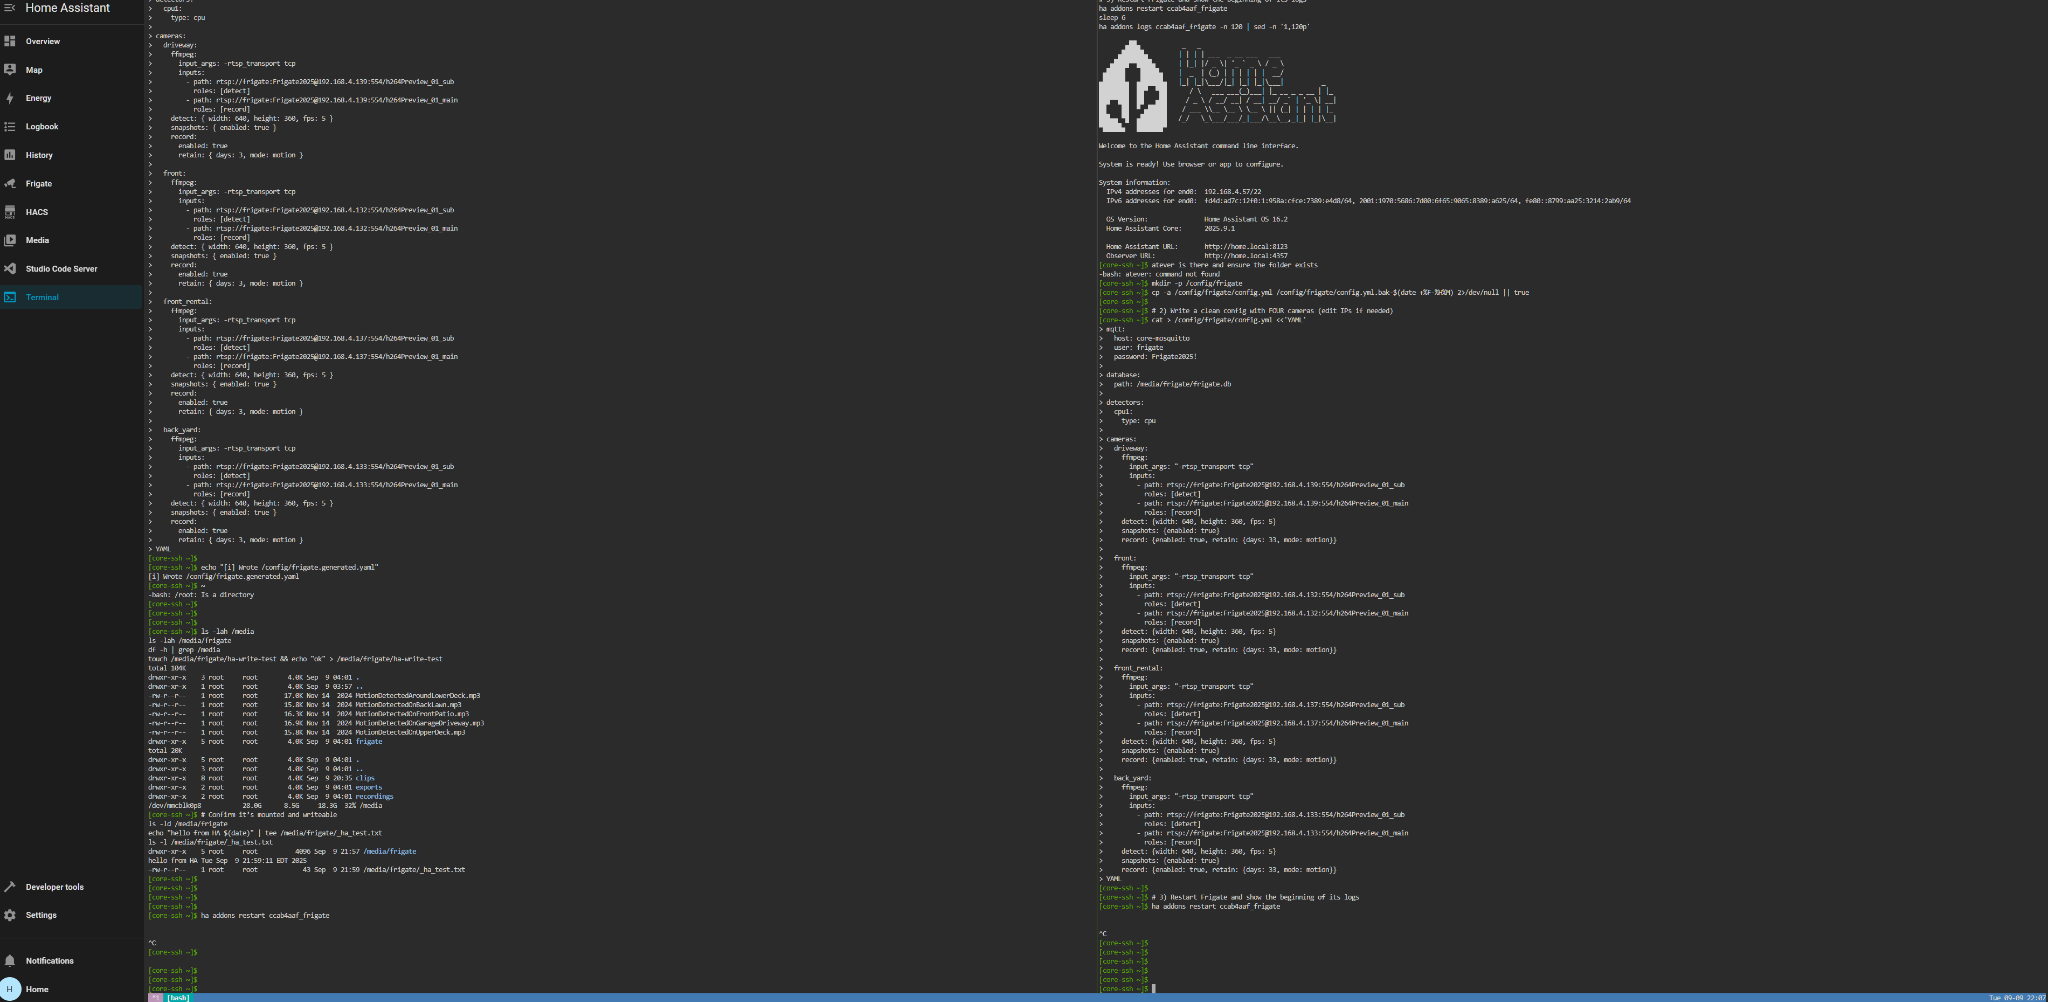 Home Assistant
Overview
Map
Energy
Logbook
History
Frigate
HACS
Media
Studio Code Server
Terminal
Developer tools
Settings
Notifications
H Home
> cpu1:
> type: cpu
>
> cameras:
> driveway:
> ffmpeg:
> input_args: -rtsp_transport tcp
> inputs:
> - path: rtsp://frigate:Frigate2025@192.168.4.139:554/h264Preview_01_sub
> roles: [detect]
> - path: rtsp://frigate:Frigate2025@192.168.4.139:554/h264Preview_01_main
> roles: [record]
> detect: { width: 640, height: 360, fps: 5 }
> snapshots: { enabled: true }
> record:
> enabled: true
> retain: { days: 3, mode: motion }
>
> front:
> ffmpeg:
> input_args: -rtsp_transport tcp
> inputs:
> - path: rtsp://frigate:Frigate2025@192.168.4.132:554/h264Preview_01_sub
> roles: [detect]
> - path: rtsp://frigate:Frigate2025@192.168.4.132:554/h264Preview_01_main
> roles: [record]
> detect: { width: 640, height: 360, fps: 5 }
> snapshots: { enabled: true }
> record:
> enabled: true
> retain: { days: 3, mode: motion }
>
> front_rental:
> ffmpeg:
> input_args: -rtsp_transport tcp
> inputs:
> - path: rtsp://frigate:Frigate2025@192.168.4.137:554/h264Preview_01_sub
> roles: [detect]
> - path: rtsp://frigate:Frigate2025@192.168.4.137:554/h264Preview_01_main
> roles: [record]
> detect: { width: 640, height: 360, fps: 5 }
> snapshots: { enabled: true }
> record:
> enabled: true
> retain: { days: 3, mode: motion }
>
> back_yard:
> ffmpeg:
> input_args: -rtsp_transport tcp
> inputs:
> - path: rtsp://frigate:Frigate2025@192.168.4.133:554/h264Preview_01_sub
> roles: [detect]
> - path: rtsp://frigate:Frigate2025@192.168.4.133:554/h264Preview_01_main
> roles: [record]
> detect: { width: 640, height: 360, fps: 5 }
> snapshots: { enabled: true }
> record:
> enabled: true
> retain: { days: 3, mode: motion }
> YAML
[core-ssh ~]$
[core-ssh ~]$ echo "[i] Wrote /config/frigate.generated.yaml"
[i] Wrote /config/frigate.generated.yaml
[core-ssh ~]$ ~
-bash: /root: Is a directory
[core-ssh ~]$
[core-ssh ~]$
[core-ssh ~]$
[core-ssh ~]$ ls -lah /media
ls -lah /media/frigate
df -h | grep /media
touch /media/frigate/ha-write-test && echo "ok" > /media/frigate/ha-write-test
total 104K
drwxr-xr-x 3 root root 4.0K Sep 9 04:01 .
drwxr-xr-x 1 root root 4.0K Sep 9 03:57 ..
-rw-r--r-- 1 root root 17.0K Nov 14 2024 MotionDetectedAroundLowerDeck.mp3
-rw-r--r-- 1 root root 15.8K Nov 14 2024 MotionDetectedOnBackLawn.mp3
-rw-r--r-- 1 root root 16.3K Nov 14 2024 MotionDetectedOnFrontPatio.mp3
-rw-r--r-- 1 root root 16.9K Nov 14 2024 MotionDetectedOnGarageDriveway.mp3
-rw-r--r-- 1 root root 15.8K Nov 14 2024 MotionDetectedOnUpperDeck.mp3
drwxr-xr-x 5 root root 4.0K Sep 9 04:01 frigate
total 20K
drwxr-xr-x 5 root root 4.0K Sep 9 04:01 .
drwxr-xr-x 3 root root 4.0K Sep 9 04:01 ..
drwxr-xr-x 8 root root 4.0K Sep 9 20:35 clips
drwxr-xr-x 2 root root 4.0K Sep 9 04:01 exports
drwxr-xr-x 2 root root 4.0K Sep 9 04:01 recordings
/dev/mmcblk0p8 28.0G 8.5G 18.3G 32% /media
[core-ssh ~]$ # Confirm it's mounted and writeable
ls -ld /media/frigate
echo "hello from HA $(date)" | tee /media/frigate/_ha_test.txt
ls -l /media/frigate/_ha_test.txt
drwxr-xr-x 5 root root 4096 Sep 9 21:57 /media/frigate
hello from HA Tue Sep 9 21:59:11 EDT 2025
-rw-r--r-- 1 root root 43 Sep 9 21:59 /media/frigate/_ha_test.txt
[core-ssh ~]$
[core-ssh ~]$
[core-ssh ~]$
[core-ssh ~]$
[core-ssh ~]$ ha addons restart ccab4aaf_frigate
^C
[core-ssh ~]$
[core-ssh ~]$
[core-ssh ~]$
[core-ssh ~]$
ha addons restart ccab4aaf_frigate
sleep 6
ha addons logs ccab4aaf_frigate -n 120 | sed -n '1,120p'
Welcome to the Home Assistant command line interface.
System is ready! Use browser or app to configure.
System information:
IPv4 addresses for end0: 192.168.4.57/22
IPv6 addresses for end0: fd4d:ad7c:12f0:1:958a:cfce:7389:e4d8/64, 2001:1970:5686:7d00:6f65:9065:8389:a625/64, fe80::8799:aa25:3214:2ab9/64
OS Version: Home Assistant OS 16.2
Home Assistant Core: 2025.9.1
Home Assistant URL: http://home.local:8123
Observer URL: http://home.local:4357
[core-ssh ~]$ atever is there and ensure the folder exists
-bash: atever: command not found
[core-ssh ~]$ mkdir -p /config/frigate
[core-ssh ~]$ cp -a /config/frigate/config.yml /config/frigate/config.yml.bak-$(date +%F-%H%M) 2>/dev/null || true
[core-ssh ~]$
[core-ssh ~]$ # 2) Write a clean config with FOUR cameras (edit IPs if needed)
[core-ssh ~]$ cat > /config/frigate/config.yml <<'YAML'
> mqtt:
> host: core-mosquitto
> user: frigate
> password: Frigate2025!
>
> database:
> path: /media/frigate/frigate.db
>
> detectors:
> cpu1:
> type: cpu
>
> cameras:
> driveway:
> ffmpeg:
> input_args: "-rtsp_transport tcp"
> inputs:
> - path: rtsp://frigate:Frigate2025@192.168.4.139:554/h264Preview_01_sub
> roles: [detect]
> - path: rtsp://frigate:Frigate2025@192.168.4.139:554/h264Preview_01_main
> roles: [record]
> detect: {width: 640, height: 360, fps: 5}
> snapshots: {enabled: true}
> record: {enabled: true, retain: {days: 33, mode: motion}}
>
> front:
> ffmpeg:
> input_args: "-rtsp_transport tcp"
> inputs:
> - path: rtsp://frigate:Frigate2025@192.168.4.132:554/h264Preview_01_sub
> roles: [detect]
> - path: rtsp://frigate:Frigate2025@192.168.4.132:554/h264Preview_01_main
> roles: [record]
> detect: {width: 640, height: 360, fps: 5}
> snapshots: {enabled: true}
> record: {enabled: true, retain: {days: 33, mode: motion}}
>
> front_rental:
> ffmpeg:
> input_args: "-rtsp_transport tcp"
> inputs:
> - path: rtsp://frigate:Frigate2025@192.168.4.137:554/h264Preview_01_sub
> roles: [detect]
> - path: rtsp://frigate:Frigate2025@192.168.4.137:554/h264Preview_01_main
> roles: [record]
> detect: {width: 640, height: 360, fps: 5}
> snapshots: {enabled: true}
> record: {enabled: true, retain: {days: 33, mode: motion}}
>
> back_yard:
> ffmpeg:
> input_args: "-rtsp_transport tcp"
> inputs:
> - path: rtsp://frigate:Frigate2025@192.168.4.133:554/h264Preview_01_sub
> roles: [detect]
> - path: rtsp://frigate:Frigate2025@192.168.4.133:554/h264Preview_01_main
> roles: [record]
> detect: {width: 640, height: 360, fps: 5}
> snapshots: {enabled: true}
> record: {enabled: true, retain: {days: 33, mode: motion}}
> YAML
[core-ssh ~]$
[core-ssh ~]$ # 3) Restart Frigate and show the beginning of its logs
[core-ssh ~]$ ha addons restart ccab4aaf_frigate
^C
[core-ssh ~]$
[core-ssh ~]$
[core-ssh ~]$
[core-ssh ~]$
[core-ssh ~]$
[core-ssh ~]$
[bash]
Tue 09-09 22:07